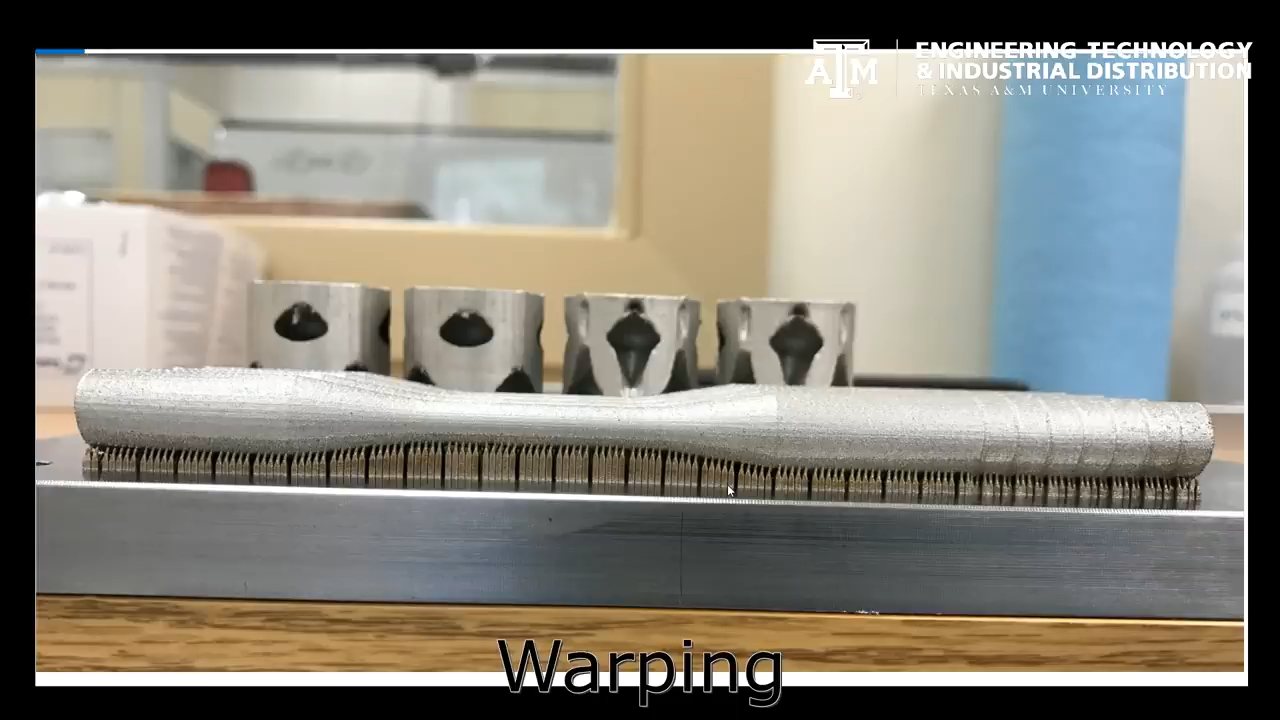 ATM
ENGINEERING TECHNOLOGY
& INDUSTRIAL DISTRIBUTION
TEXAS A&M UNIVERSITY
Warping